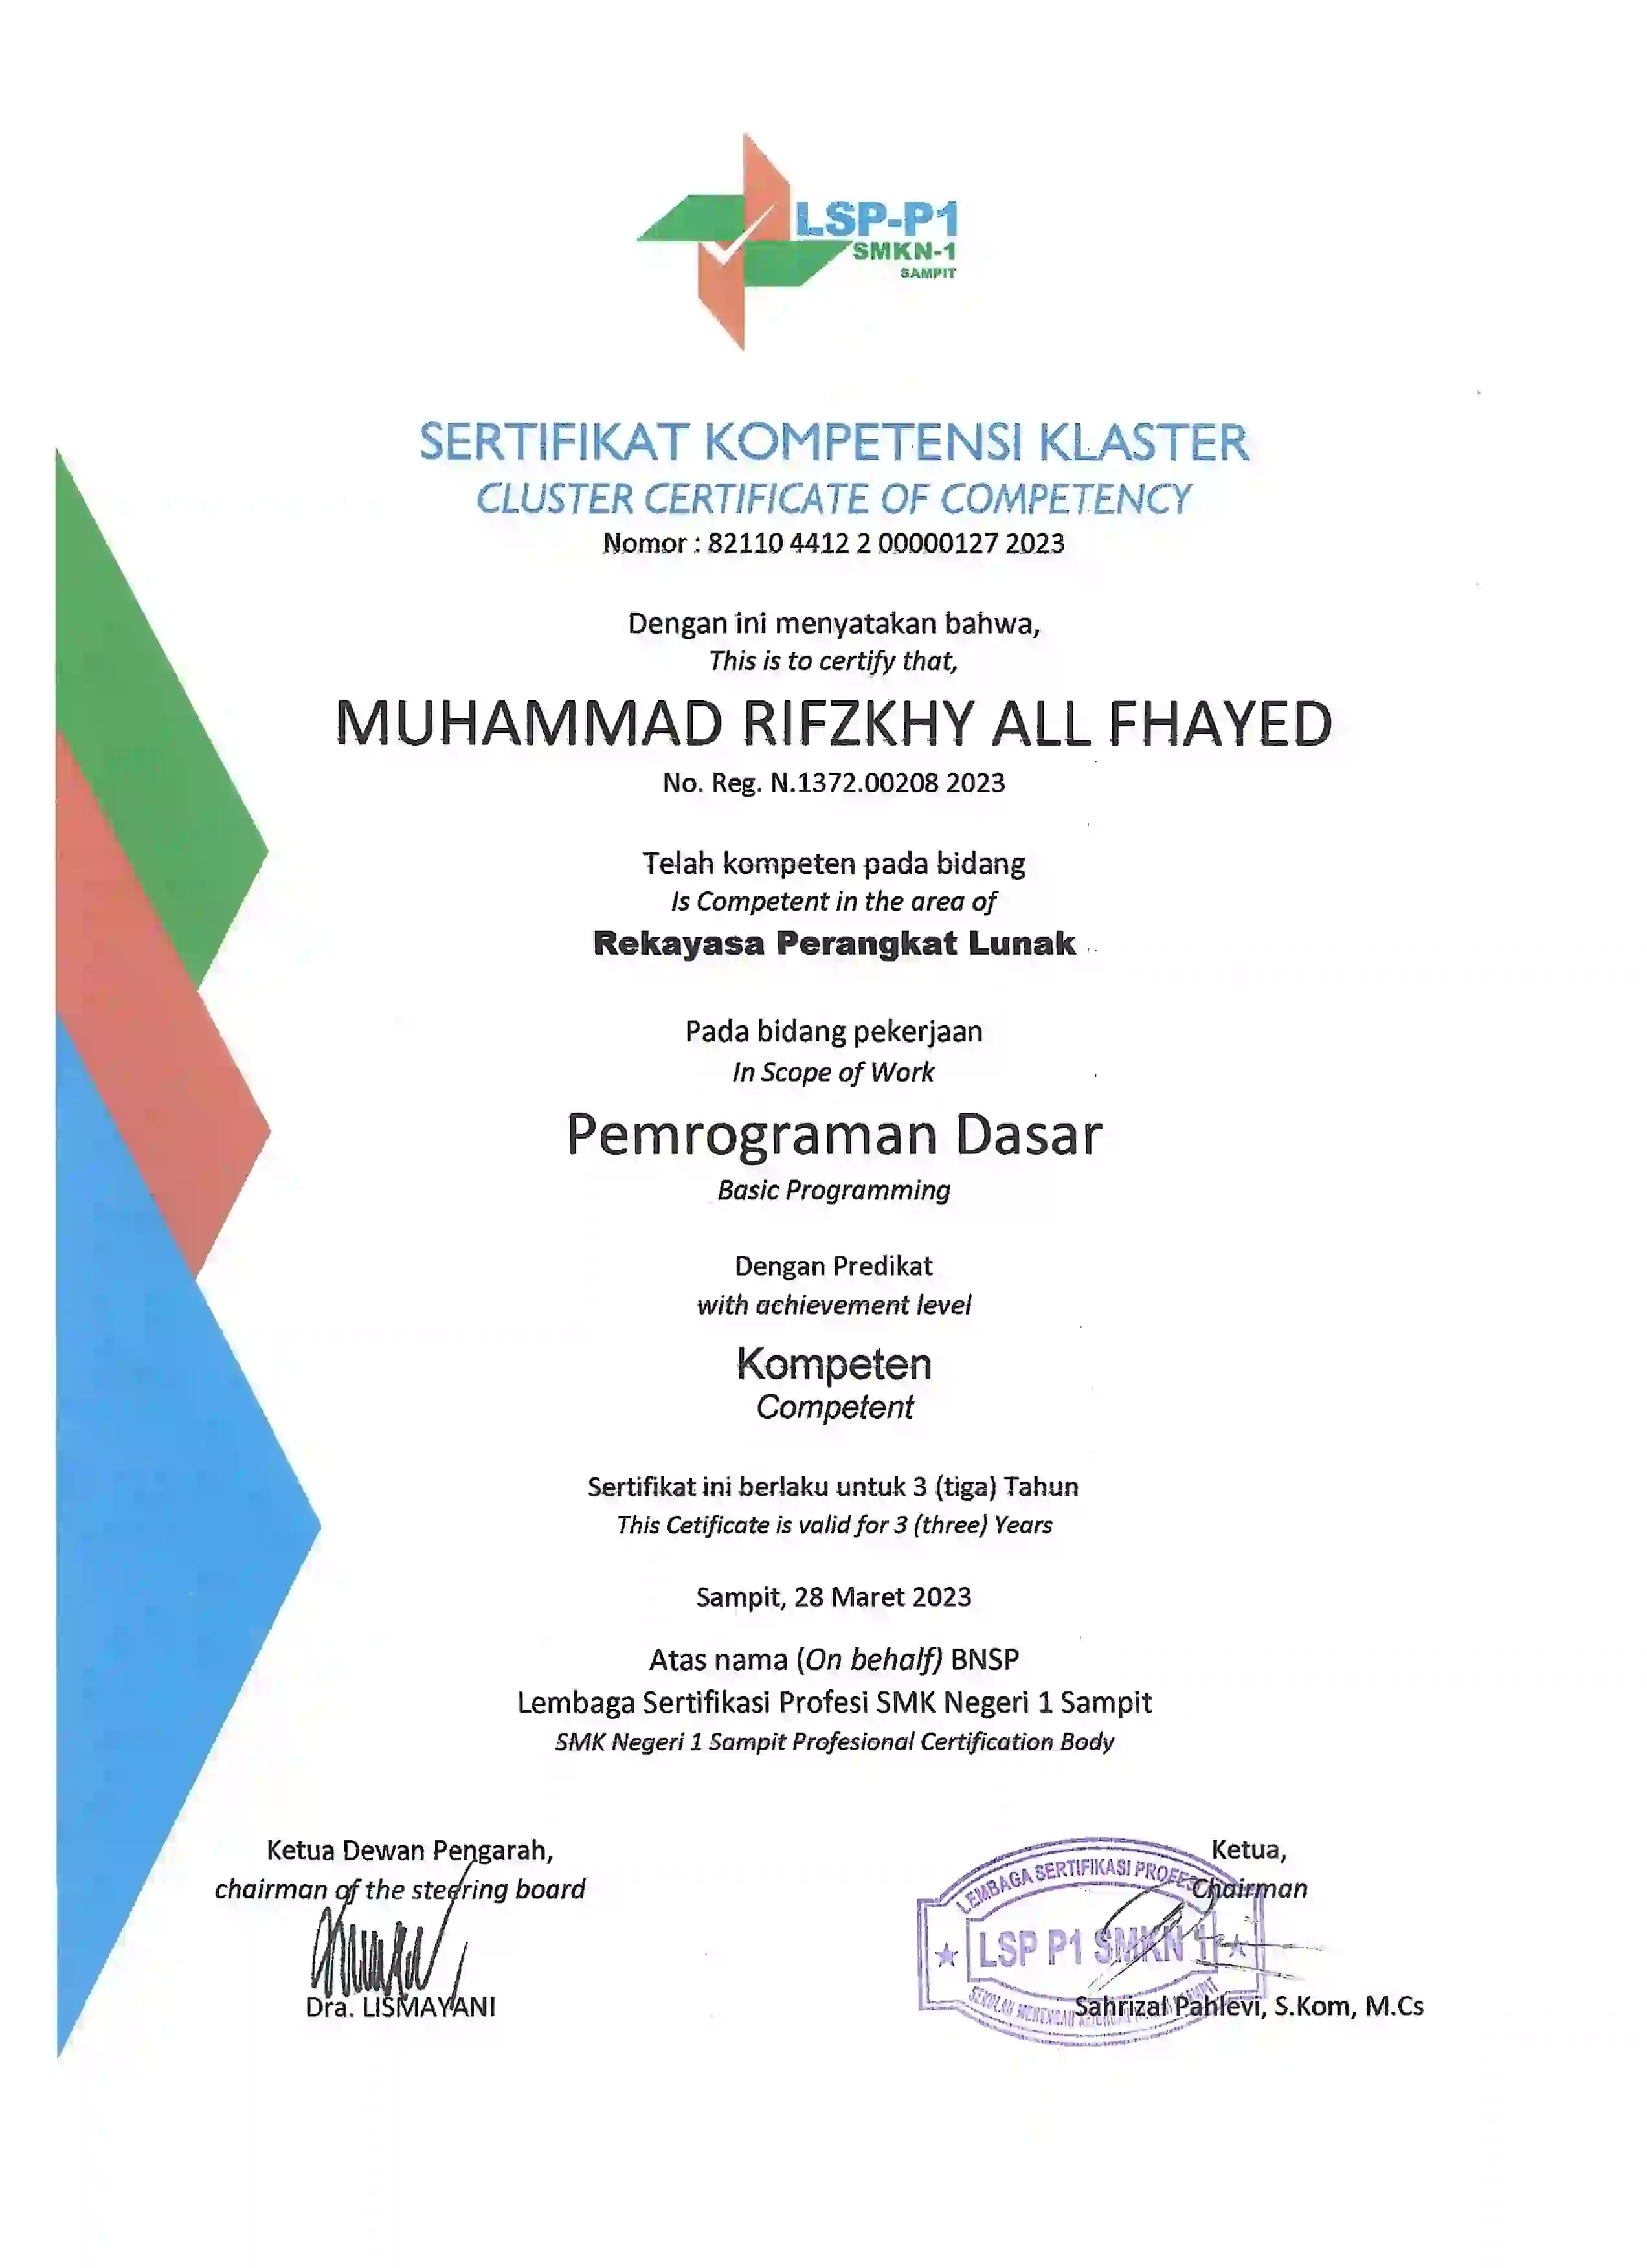 LSP-P1
SMKN-1
SAMPIT
SERTIFIKAT KOMPETENSI KLASTER
CLUSTER CERTIFICATE OF COMPETENCY
Nomor : 82110 4412 2 00000127 2023
Dengan ini menyatakan bahwa,
This is to certify that,
MUHAMMAD RIFZKHY ALL FHAYED
No. Reg. N.1372.00208 2023
Telah kompeten pada bidang
Is Competent in the area of
Rekayasa Perangkat Lunak
Pada bidang pekerjaan
In Scope of Work
Pemrograman Dasar
Basic Programming
Dengan Predikat
with achievement level
Kompeten
Competent
Sertifikat ini berlaku untuk 3 (tiga) Tahun
This Cetificate is valid for 3 (three) Years
Sampit, 28 Maret 2023
Atas nama (On behalf) BNSP
Lembaga Sertifikasi Profesi SMK Negeri 1 Sampit
SMK Negeri 1 Sampit Profesional Certification Body
Ketua Dewan Pengarah,
chairman of the steering board
Dra. LISMAYANI
Ketua,
Chairman
LEMBAGA SERTIFIKASI
LSP P1 SMKN 1
Sahrizal Pahlevi, S.Kom, M.Cs